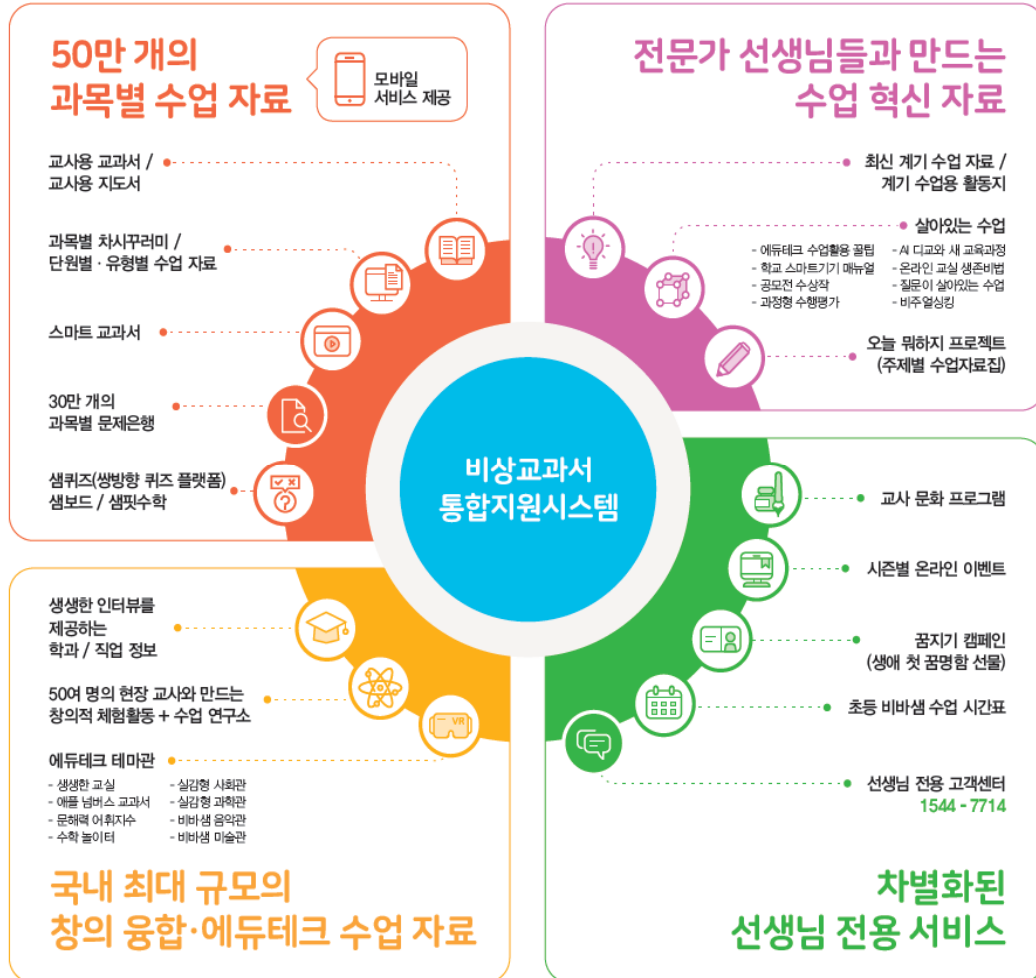 50만 개의
과목별 수업 자료
모바일
서비스 제공
교사용 교과서 /
교사용 지도서
과목별 차시꾸러미 /
단원별 · 유형별 수업 자료
스마트 교과서
30만 개의
과목별 문제은행
샘퀴즈(쌍방향 퀴즈 플랫폼)
샘보드 / 샘핏수학
전문가 선생님들과 만드는
수업 혁신 자료
최신 계기 수업 자료 /
계기 수업용 활동지
살아있는 수업
- 에듀테크 수업활용 꿀팁
- 학교 스마트기기 매뉴얼
- 공모전 수상작
- 과정형 수행평가
- AI 디교와 새 교육과정
- 온라인 교실 생존비법
- 질문이 살아있는 수업
- 비주얼싱킹
오늘 뭐하지 프로젝트
(주제별 수업자료집)
비상교과서
통합지원시스템
생생한 인터뷰를
제공하는
학과 / 직업 정보
50여 명의 현장 교사와 만드는
창의적 체험활동 + 수업 연구소
에듀테크 테마관
- 생생한 교실
- 애플 넘버스 교과서
- 문해력 어휘지수
- 수학 놀이터
- 실감형 사회관
- 실감형 과학관
- 비바샘 음악관
- 비바샘 미술관
VR
국내 최대 규모의
창의 융합·에듀테크 수업 자료
교사 문화 프로그램
시즌별 온라인 이벤트
꿈지기 캠페인
(생애 첫 꿈명함 선물)
초등 비바샘 수업 시간표
선생님 전용 고객센터
1544 - 7714
차별화된
선생님 전용 서비스